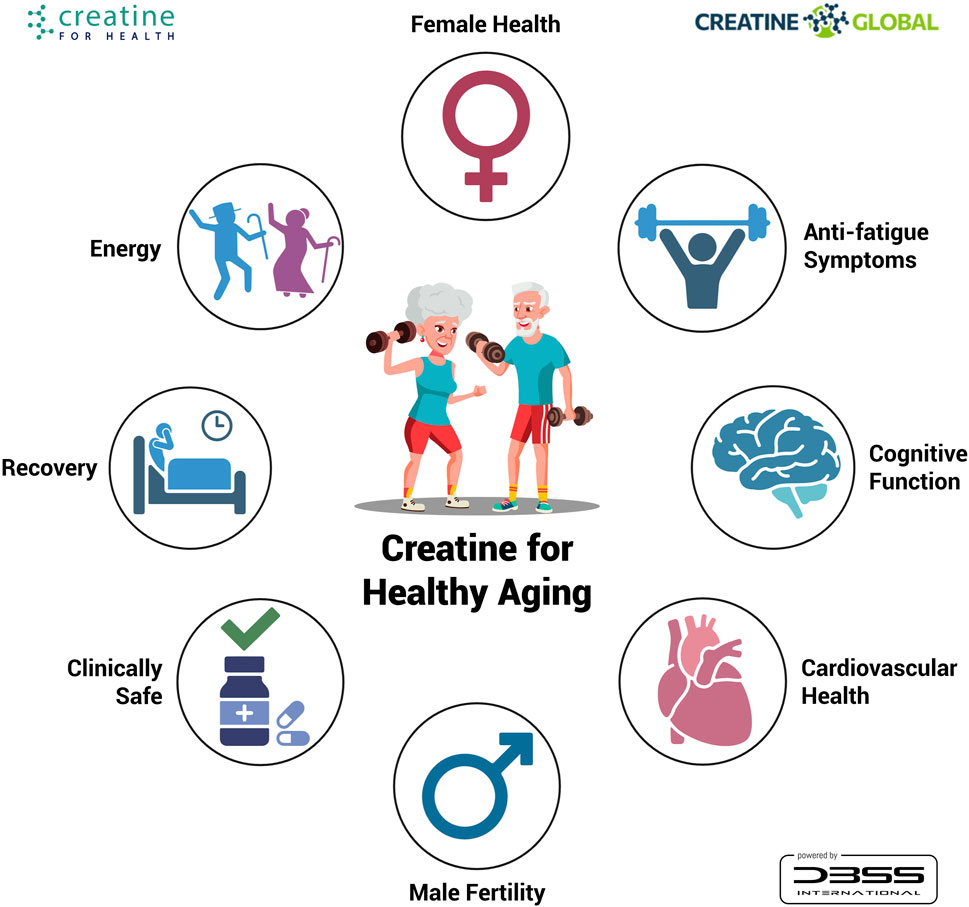 creatine
FOR HEALTH
Female Health
CREATINE GLOBAL
Energy
Anti-fatigue
Symptoms
Recovery
Cognitive
Function
Creatine for
Healthy Aging
Clinically
Safe
Cardiovascular
Health
Male Fertility
powered by
DBSS
INTERNATIONAL